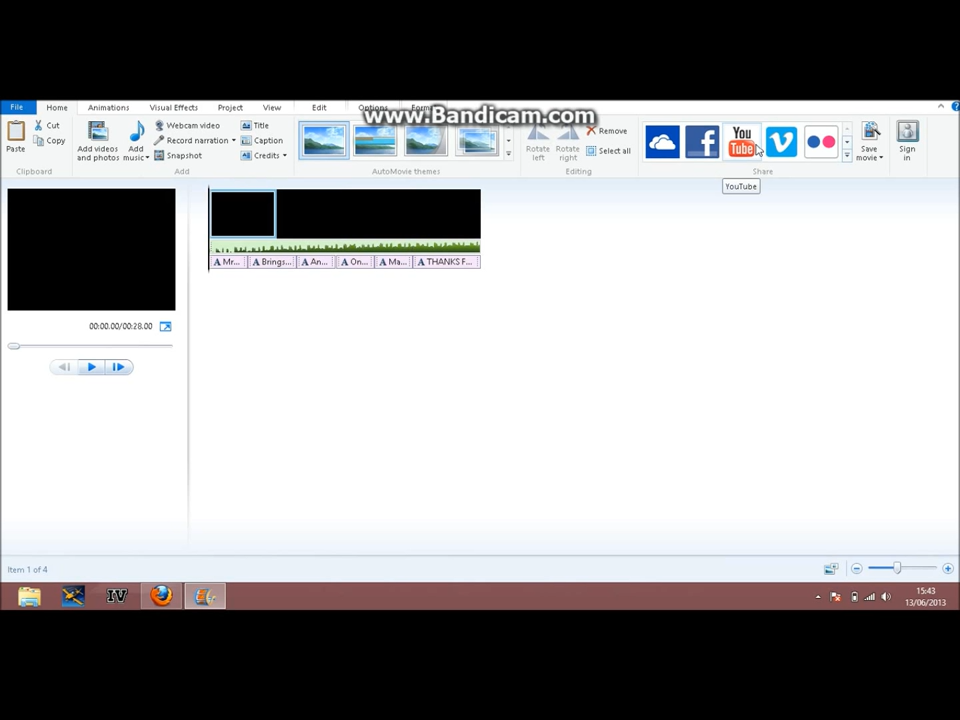 www.Bandicam.com
File Home Animations Visual Effects Project View Edit Options
Paste
Cut
Copy
Clipboard
Add videos and photos
Add music
Webcam video
Record narration
Snapshot
Title
Caption
Credits
Add
AutoMovie themes
Rotate left
Rotate right
Remove
Select all
Editing
f
You Tube
V
Share
Save movie
Sign in
YouTube
A Mr... A Brings... A An... A On... A Ma... A THANKS F...
00:00.00/00:28.00
Item 1 of 4
IV
15:43
13/06/2013